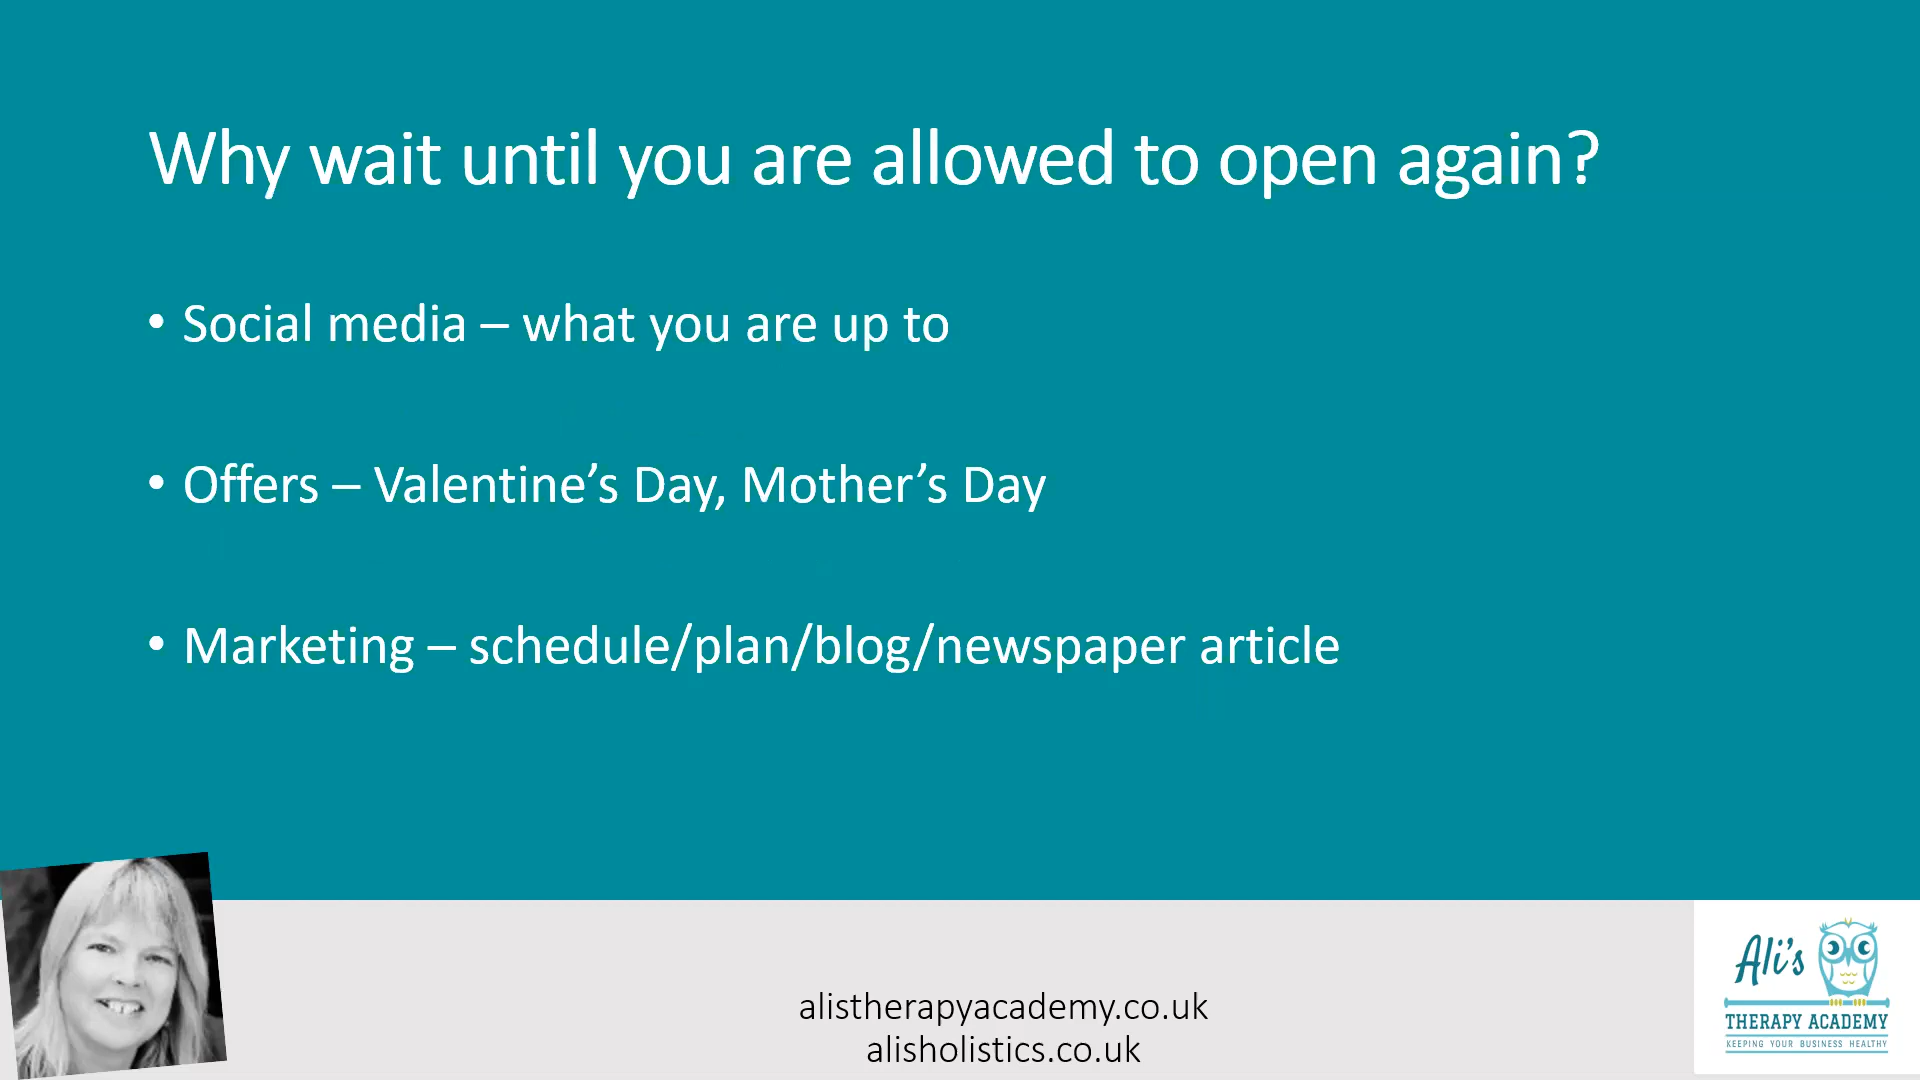 Why wait until you are allowed to open again?
• Social media – what you are up to
• Offers – Valentine’s Day, Mother’s Day
• Marketing – schedule/plan/blog/newspaper article
alistherapyacademy.co.uk
alisholistics.co.uk
Ali's
THERAPY ACADEMY
KEEPING YOUR BUSINESS HEALTHY